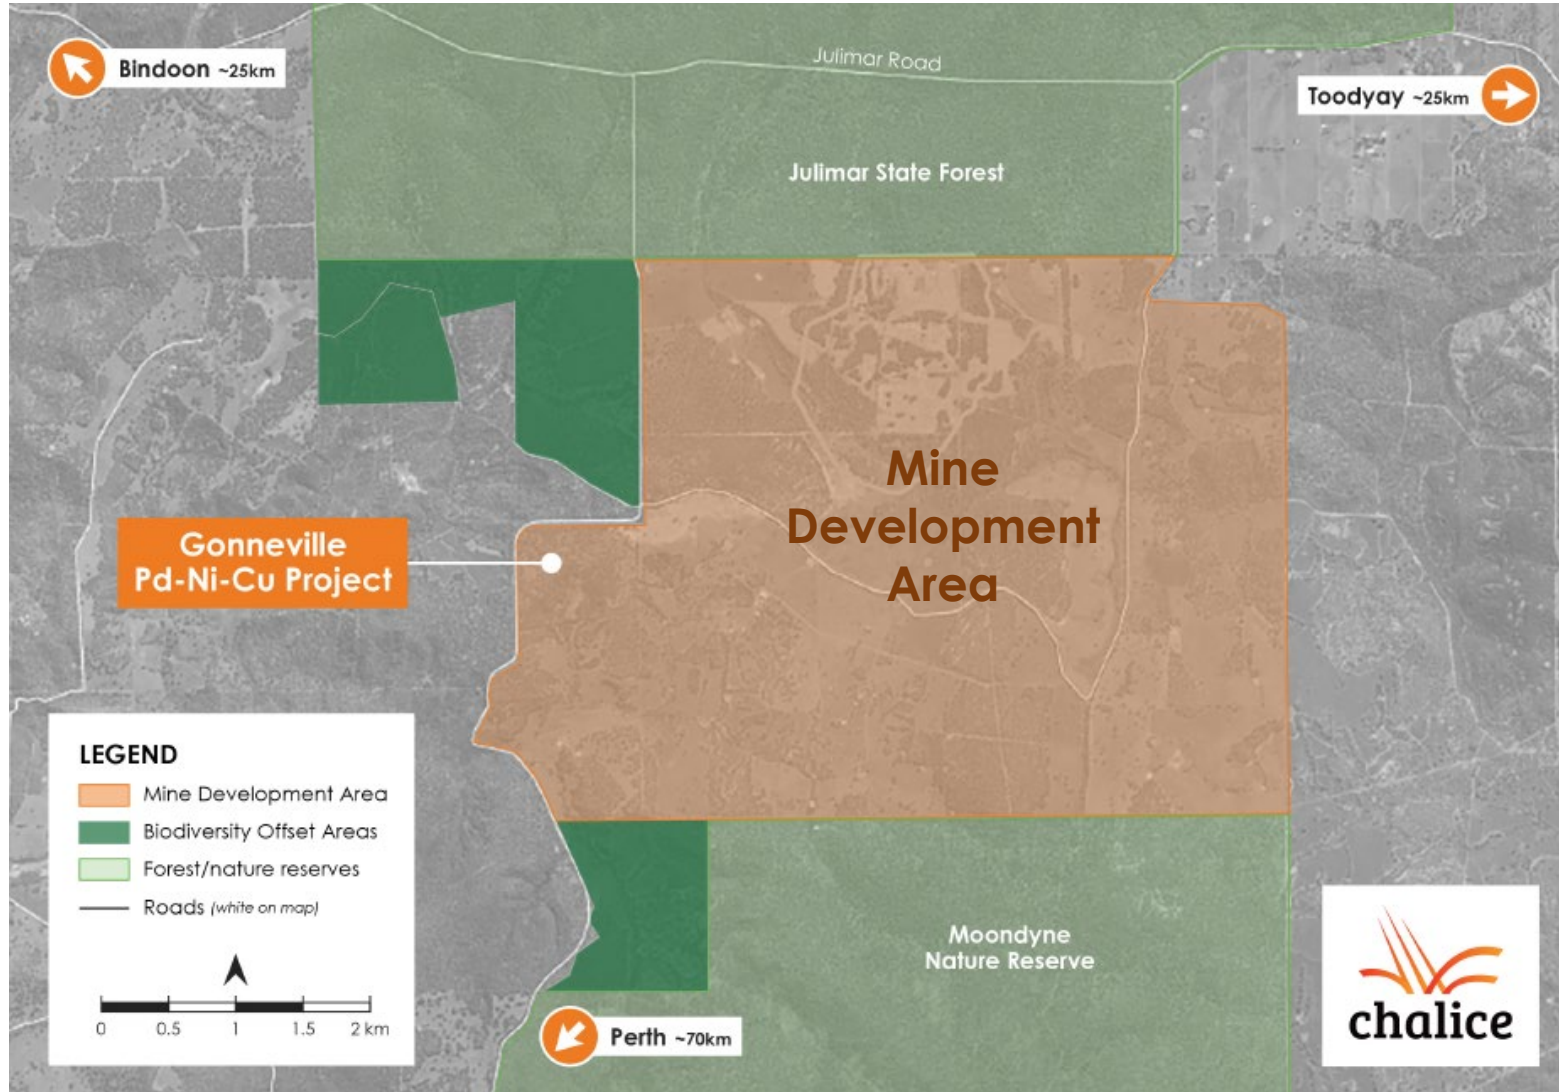 Julimar Road
Bindoon ~25km
Toodyay ~25km
Julimar State Forest
Mine
Development
Area
Gonneville
Pd-Ni-Cu Project
LEGEND
Mine Development Area
Biodiversity Offset Areas
Forest/nature reserves
Roads (white on map)
0 0.5 1 1.5 2 km
Moondyne
Nature Reserve
Perth ~70km
chalice